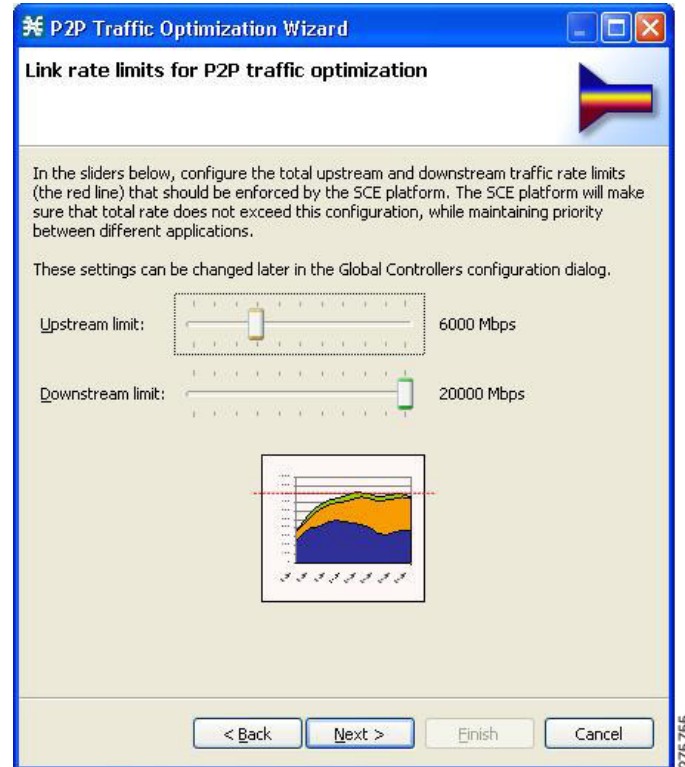 P2P Traffic Optimization Wizard
Link rate limits for P2P traffic optimization
In the sliders below, configure the total upstream and downstream traffic rate limits
(the red line) that should be enforced by the SCE platform. The SCE platform will make
sure that total rate does not exceed this configuration, while maintaining priority
between different applications.
These settings can be changed later in the Global Controllers configuration dialog.
Upstream limit: 6000 Mbps
Downstream limit: 20000 Mbps
< Back Next > Finish Cancel